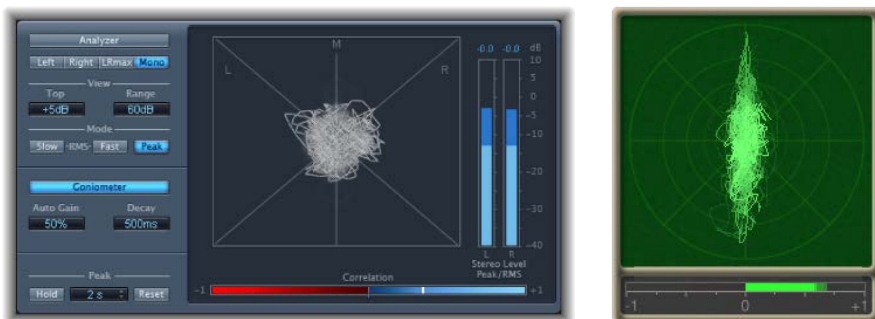 Analyzer
Left Right LRmax Mono
View
Top Range
+5dB 60dB
Mode
Slow -RMS- Fast Peak
Goniometer
Auto Gain Decay
50% 500ms
Peak
Hold 2 s Reset
M
L R
-0.0 -0.0 dB
10
5
0
-5
-10
-20
-30
-40
L R
Stereo Level
Peak/RMS
Correlation
-1 +1
-1 0 +1